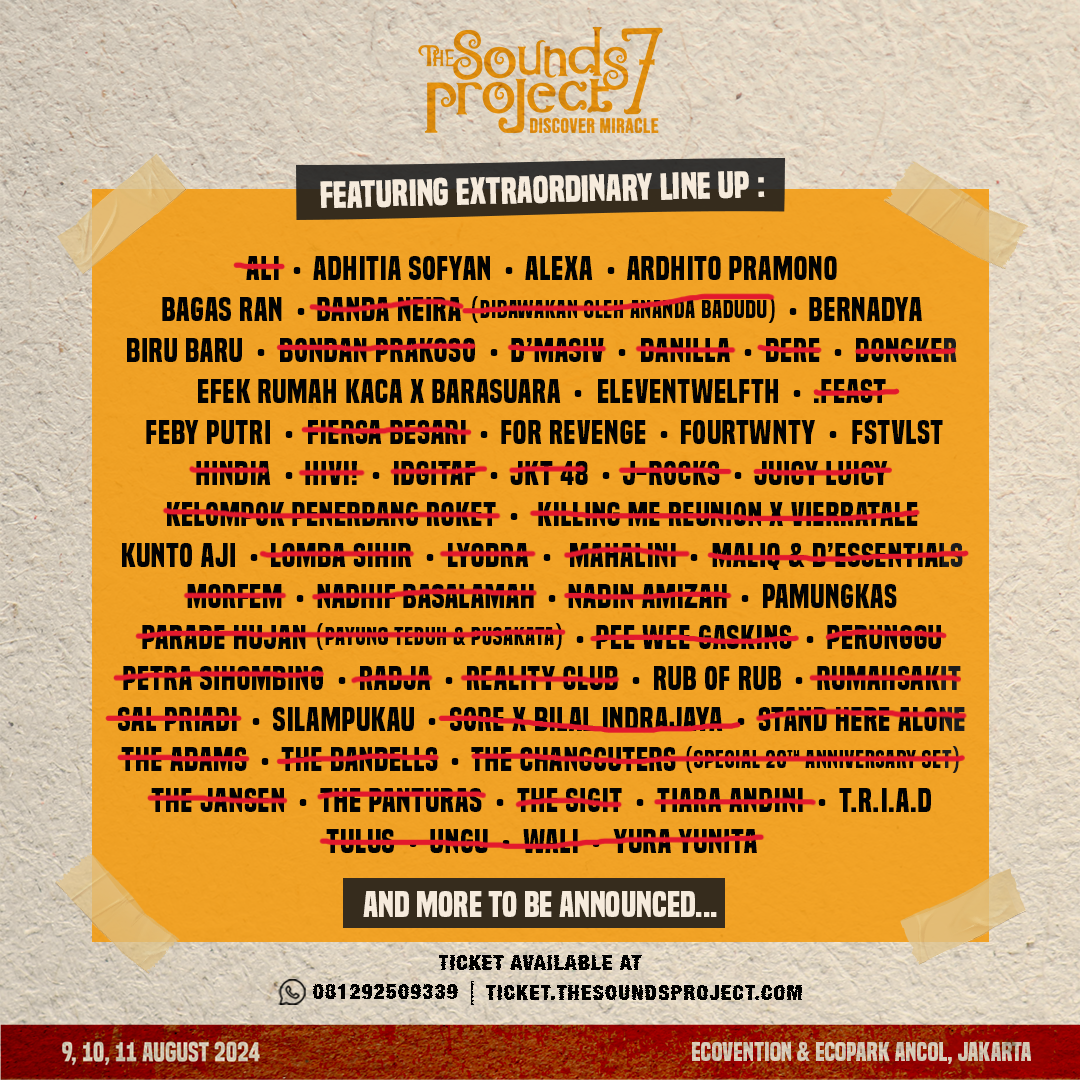 THE Sounds 7
project
DISCOVER MIRACLE
FEATURING EXTRAORDINARY LINE UP :
ALI • ADHITIA SOFYAN • ALEXA • ARDHITO PRAMONO
BAGAS RAN • BANDA NEIRA (DIBAWAKAN OLEH ANANDA BADUDU) • BERNADYA
BIRU BARU • BONDAN PRAKOSO • D'MASIV • DANILLA • DERE • DONGKER
EFEK RUMAH KACA X BARASUARA • ELEVENTWELFTH • .FEAST
FEBY PUTRI • FIERSA BESARI • FOR REVENGE • FOURTWNTY • FSTVLST
HINDIA • HIVI! • IDGITAF • JKT 48 • J-ROCKS • JUICY LUICY
KELOMPOK PENERBANG ROKET • KILLING ME REUNION X VIERRATALE
KUNTO AJI • LOMBA SIHIR • LYODRA • MAHALINI • MALIQ & D'ESSENTIALS
MORFEM • NADHIF BASALAMAH • NADIN AMIZAH • PAMUNGKAS
PARADE HUJAN (PAYUNG TEDUH & PUSAKATA) • PEE WEE GASKINS • PERUNGGU
PETRA SIHOMBING • RADJA • REALITY CLUB • RUB OF RUB • RUMAHSAKIT
SAL PRIADI • SILAMPUKAU • SORE X BILAL INDRAJAYA • STAND HERE ALONE
THE ADAMS • THE BANDELLS • THE CHANGCUTERS (SPECIAL 20TH ANNIVERSARY SET)
THE JANSEN • THE PANTURAS • THE SIGIT • TIARA ANDINI • T.R.I.A.D
TULUS • UNGU • WALI • YURA YUNITA
AND MORE TO BE ANNOUNCED...
TICKET AVAILABLE AT
081292509339 | TICKET.THESOUNDSPROJECT.COM
9, 10, 11 AUGUST 2024
ECOVENTION & ECOPARK ANCOL, JAKARTA